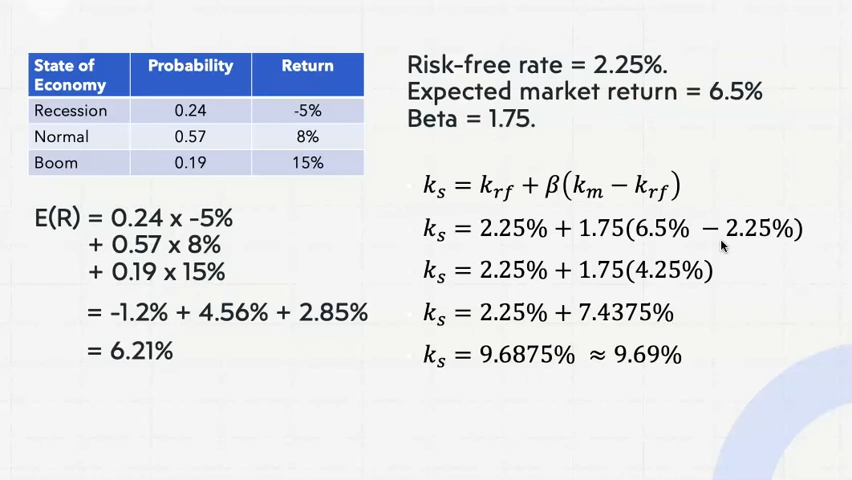 State of Economy Probability Return
Recession 0.24 -5%
Normal 0.57 8%
Boom 0.19 15%
E(R) = 0.24 x -5%
+ 0.57 x 8%
+ 0.19 x 15%
= -1.2% + 4.56% + 2.85%
= 6.21%
Risk-free rate = 2.25%.
Expected market return = 6.5%
Beta = 1.75.
k_s = k_rf + β(k_m − k_rf)
k_s = 2.25% + 1.75(6.5% − 2.25%)
k_s = 2.25% + 1.75(4.25%)
k_s = 2.25% + 7.4375%
k_s = 9.6875% ≈ 9.69%